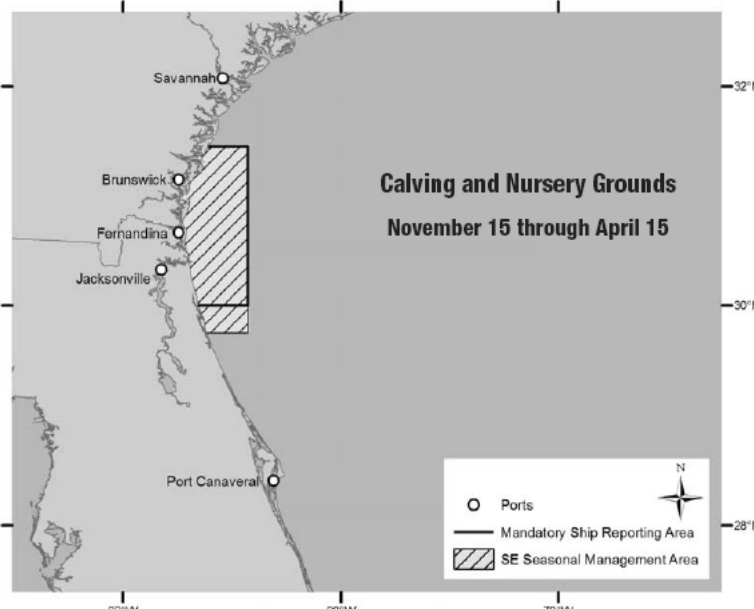 Savannah
32°N
Calving and Nursery Grounds
Brunswick
November 15 through April 15
Fernandina
Jacksonville
30°N
N
Port Canaveral
Ports
28°N
Mandatory Ship Reporting Area
SE Seasonal Management Area